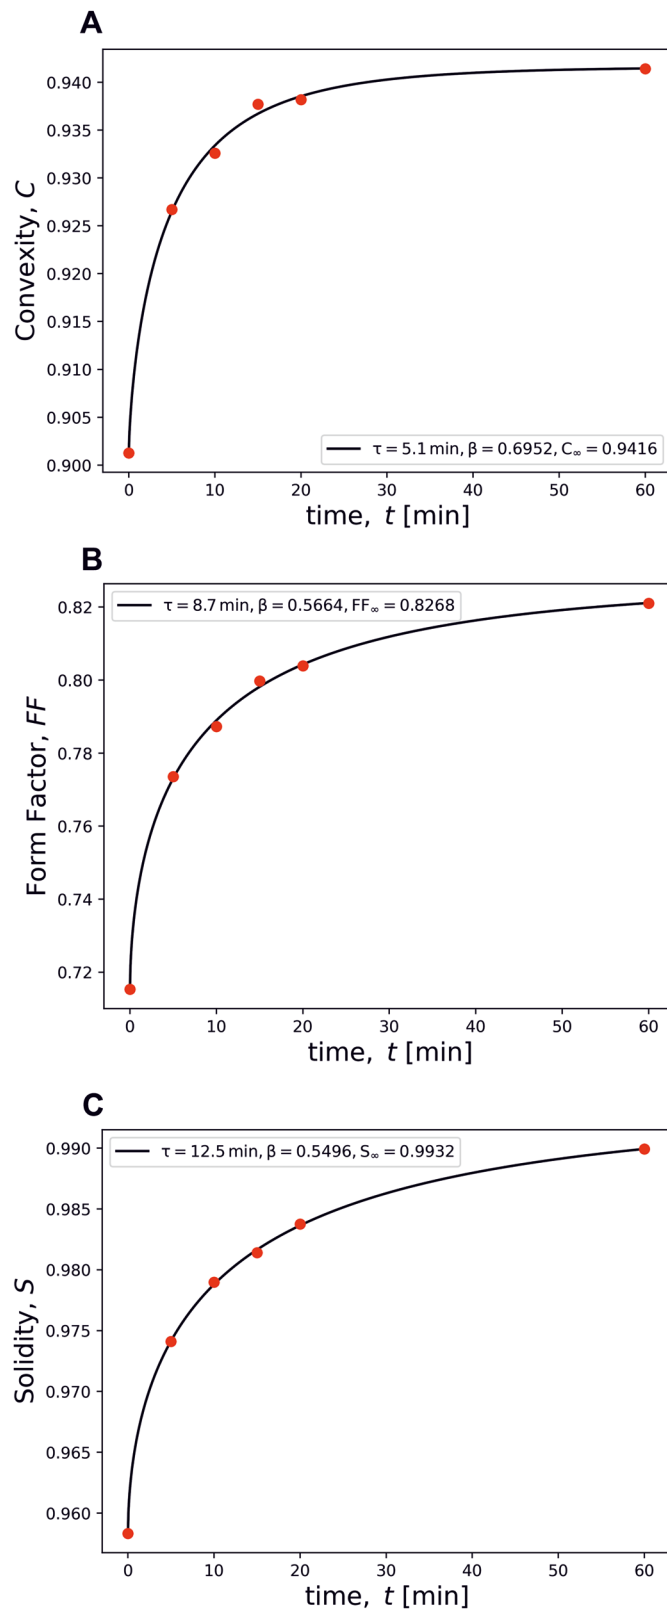 A
0.940
0.935
0.930
0.925
0.920
0.915
0.910
0.905
0.900
Convexity, C
τ = 5.1 min, β = 0.6952, C∞ = 0.9416
0 10 20 30 40 50 60
time, t [min]
B
0.82
0.80
0.78
0.76
0.74
0.72
Form Factor, FF
τ = 8.7 min, β = 0.5664, FF∞ = 0.8268
0 10 20 30 40 50 60
time, t [min]
C
0.990
0.985
0.980
0.975
0.970
0.965
0.960
Solidity, S
τ = 12.5 min, β = 0.5496, S∞ = 0.9932
0 10 20 30 40 50 60
time, t [min]